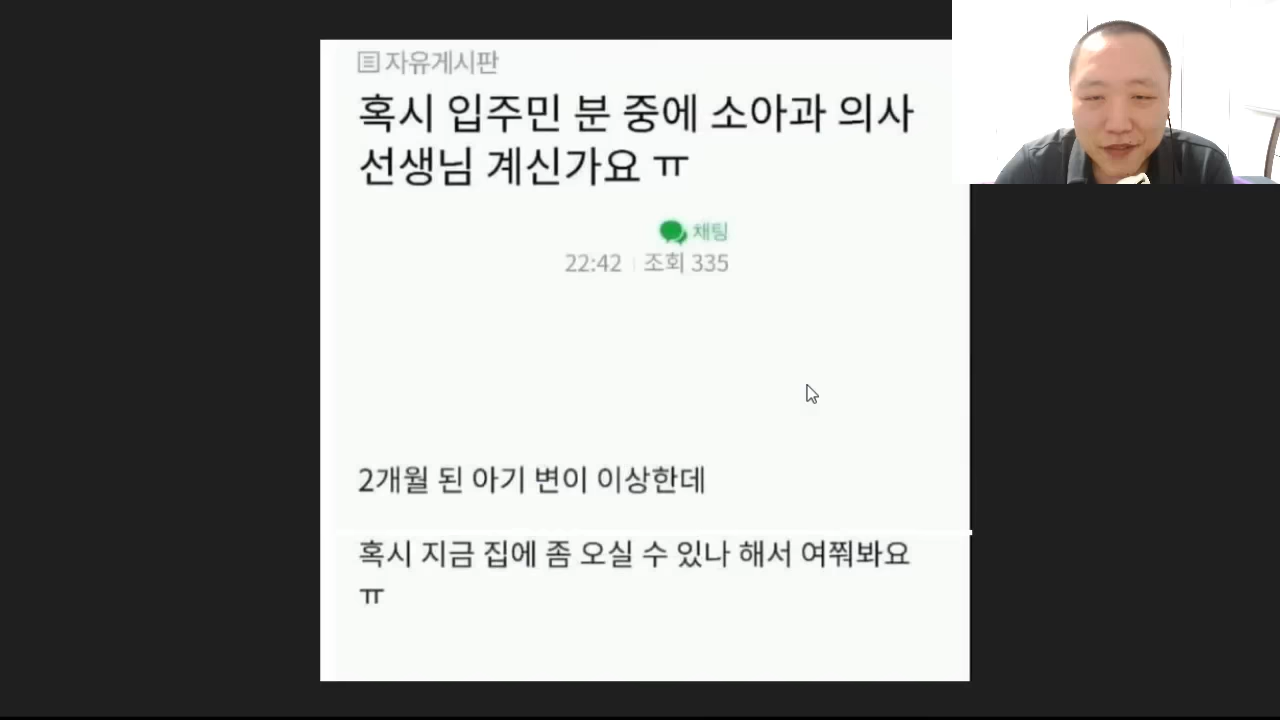 자유게시판
혹시 입주민 분 중에 소아과 의사
선생님 계신가요 ㅠ
채팅
22:42 조회 335
2개월 된 아기 변이 이상한데
혹시 지금 집에 좀 오실 수 있나 해서 여쭤봐요
ㅠ